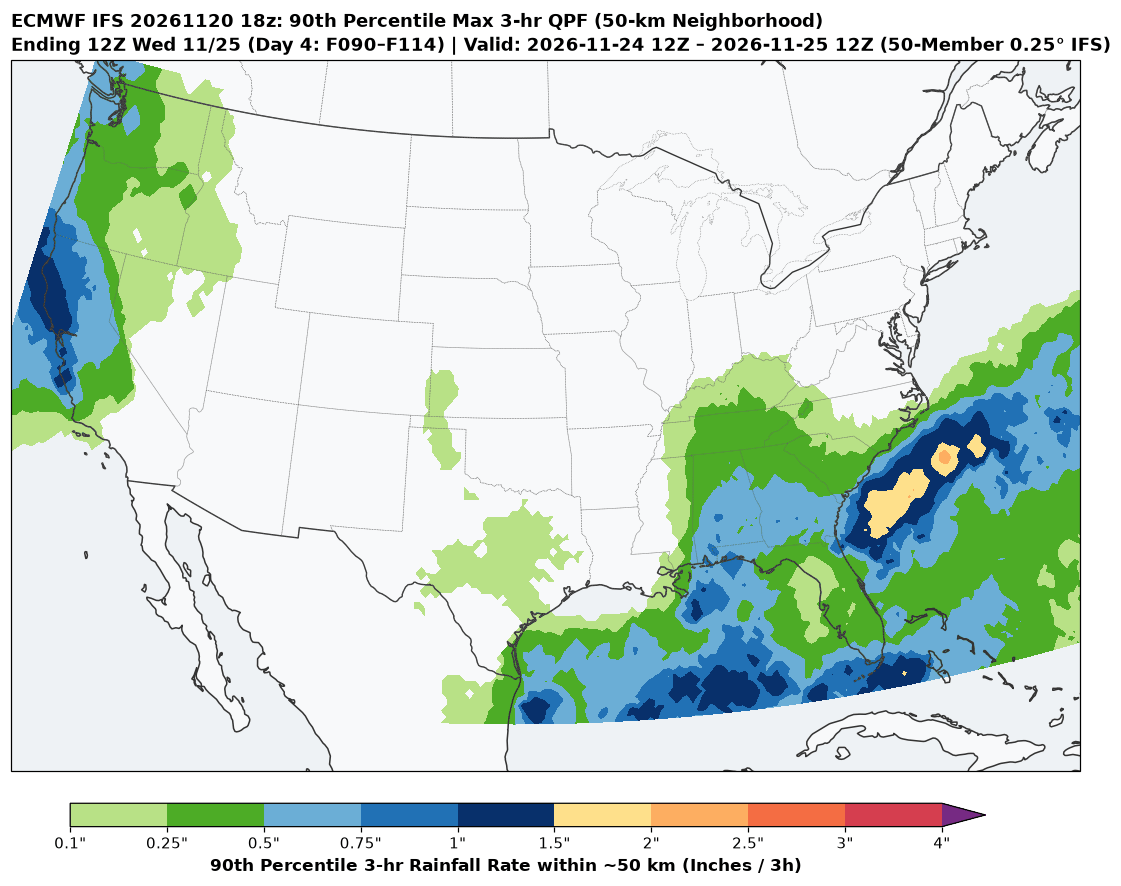 ECMWF IFS 20261120 18z: 90th Percentile Max 3-hr QPF (50-km Neighborhood)
Ending 12Z Wed 11/25 (Day 4: F090–F114) | Valid: 2026-11-24 12Z – 2026-11-25 12Z (50-Member 0.25° IFS)
0.1" 0.25" 0.5" 0.75" 1" 1.5" 2" 2.5" 3" 4"
90th Percentile 3-hr Rainfall Rate within ~50 km (Inches / 3h)